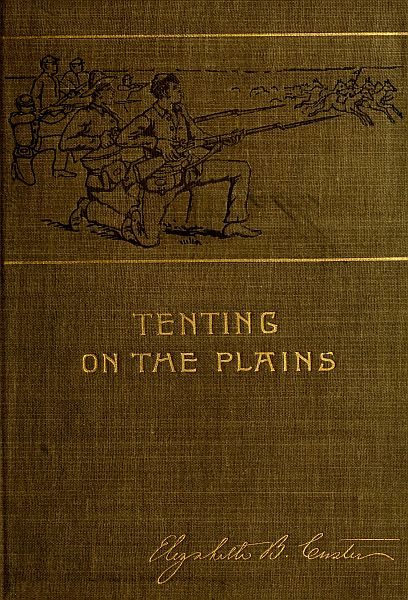 TENTING
ON THE PLAINS
Elizabeth B. Custer